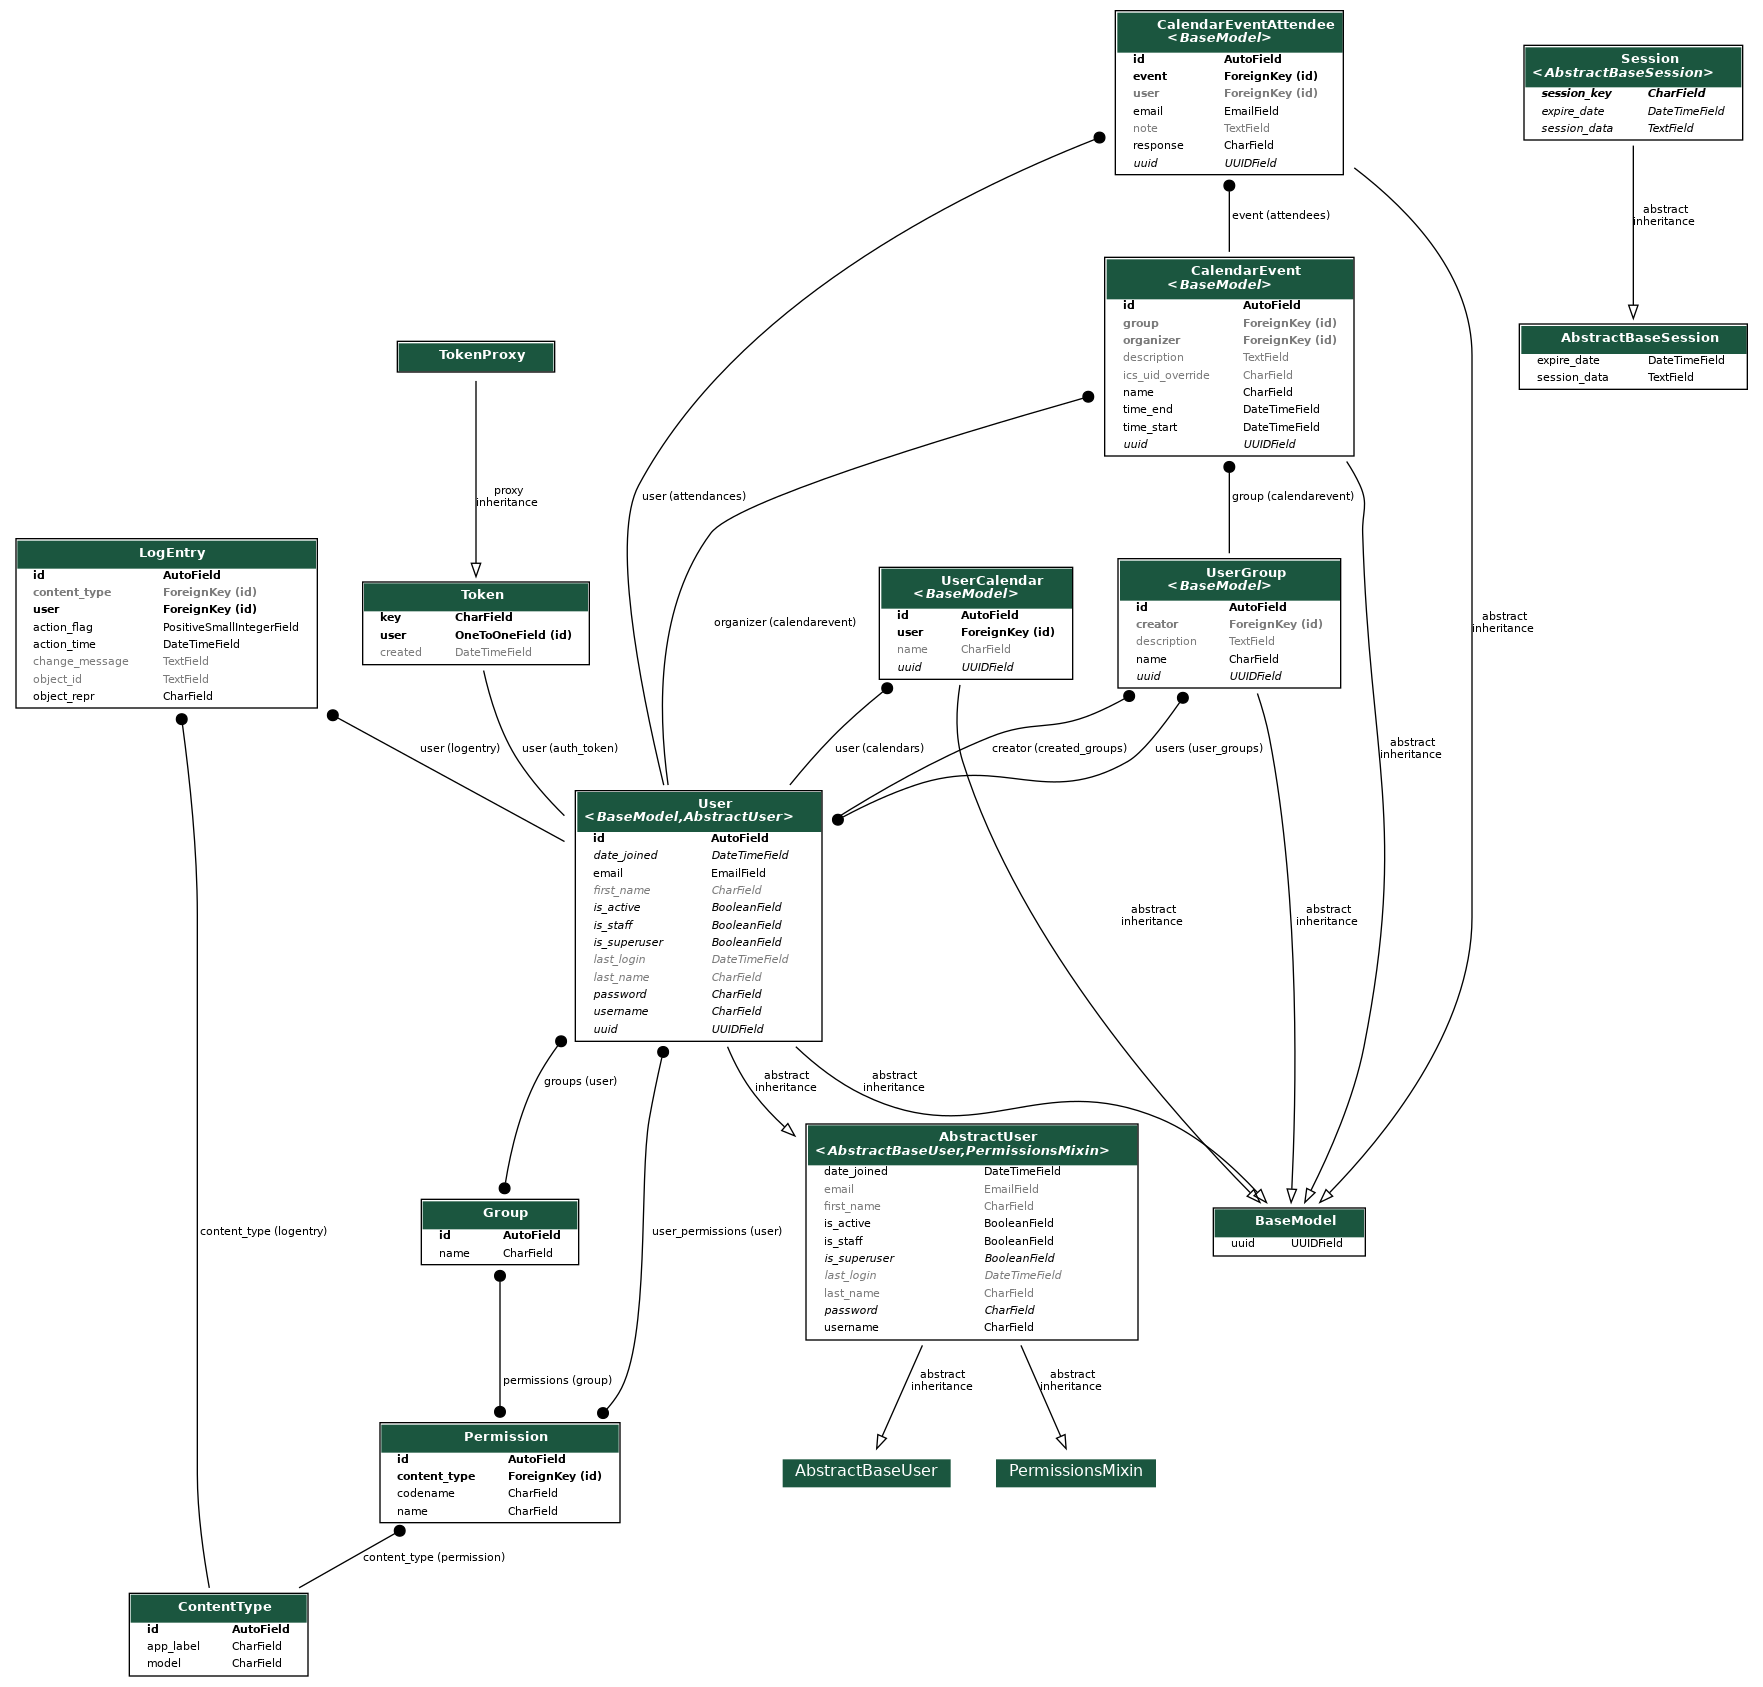 CalendarEventAttendee
<BaseModel>
id AutoField
event ForeignKey (id)
user ForeignKey (id)
email EmailField
note TextField
response CharField
uuid UUIDField
Session
<AbstractBaseSession>
session_key CharField
expire_date DateTimeField
session_data TextField
event (attendees)
abstract
inheritance
CalendarEvent
<BaseModel>
id AutoField
group ForeignKey (id)
organizer ForeignKey (id)
description TextField
ics_uid_override CharField
name CharField
time_end DateTimeField
time_start DateTimeField
uuid UUIDField
AbstractBaseSession
expire_date DateTimeField
session_data TextField
TokenProxy
proxy
inheritance
user (attendances)
group (calendarevent)
LogEntry
id AutoField
content_type ForeignKey (id)
user ForeignKey (id)
action_flag PositiveSmallIntegerField
action_time DateTimeField
change_message TextField
object_id TextField
object_repr CharField
Token
key CharField
user OneToOneField (id)
created DateTimeField
organizer (calendarevent)
UserCalendar
<BaseModel>
id AutoField
user ForeignKey (id)
name CharField
uuid UUIDField
UserGroup
<BaseModel>
id AutoField
creator ForeignKey (id)
description TextField
name CharField
uuid UUIDField
abstract
inheritance
user (logentry)
user (auth_token)
user (calendars)
creator (created_groups)
users (user_groups)
abstract
inheritance
User
<BaseModel,AbstractUser>
id AutoField
date_joined DateTimeField
email EmailField
first_name CharField
is_active BooleanField
is_staff BooleanField
is_superuser BooleanField
last_login DateTimeField
last_name CharField
password CharField
username CharField
uuid UUIDField
abstract
inheritance
abstract
inheritance
groups (user)
abstract
inheritance
abstract
inheritance
content_type (logentry)
Group
id AutoField
name CharField
user_permissions (user)
AbstractUser
<AbstractBaseUser,PermissionsMixin>
date_joined DateTimeField
email EmailField
first_name CharField
is_active BooleanField
is_staff BooleanField
is_superuser BooleanField
last_login DateTimeField
last_name CharField
password CharField
username CharField
BaseModel
uuid UUIDField
permissions (group)
abstract
inheritance
abstract
inheritance
Permission
id AutoField
content_type ForeignKey (id)
codename CharField
name CharField
AbstractBaseUser
PermissionsMixin
content_type (permission)
ContentType
id AutoField
app_label CharField
model CharField